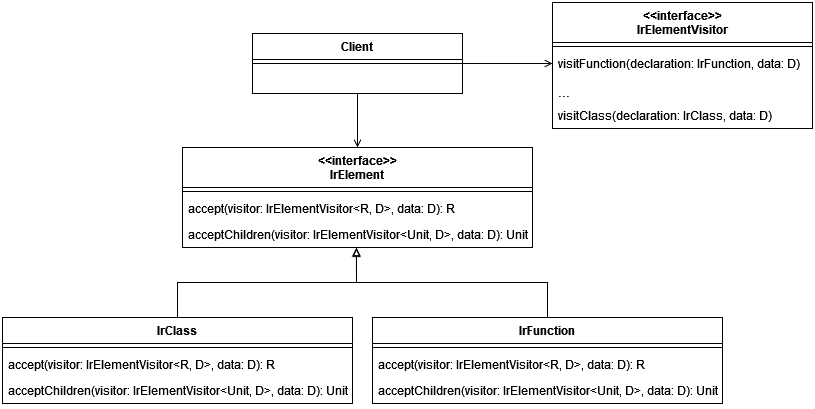 <<interface>>
IrElementVisitor
visitFunction(declaration: IrFunction, data: D)
...
visitClass(declaration: IrClass, data: D)
Client
<<interface>>
IrElement
accept(visitor: IrElementVisitor<R, D>, data: D): R
acceptChildren(visitor: IrElementVisitor<Unit, D>, data: D): Unit
IrClass
accept(visitor: IrElementVisitor<R, D>, data: D): R
acceptChildren(visitor: IrElementVisitor<Unit, D>, data: D): Unit
IrFunction
accept(visitor: IrElementVisitor<R, D>, data: D): R
acceptChildren(visitor: IrElementVisitor<Unit, D>, data: D): Unit